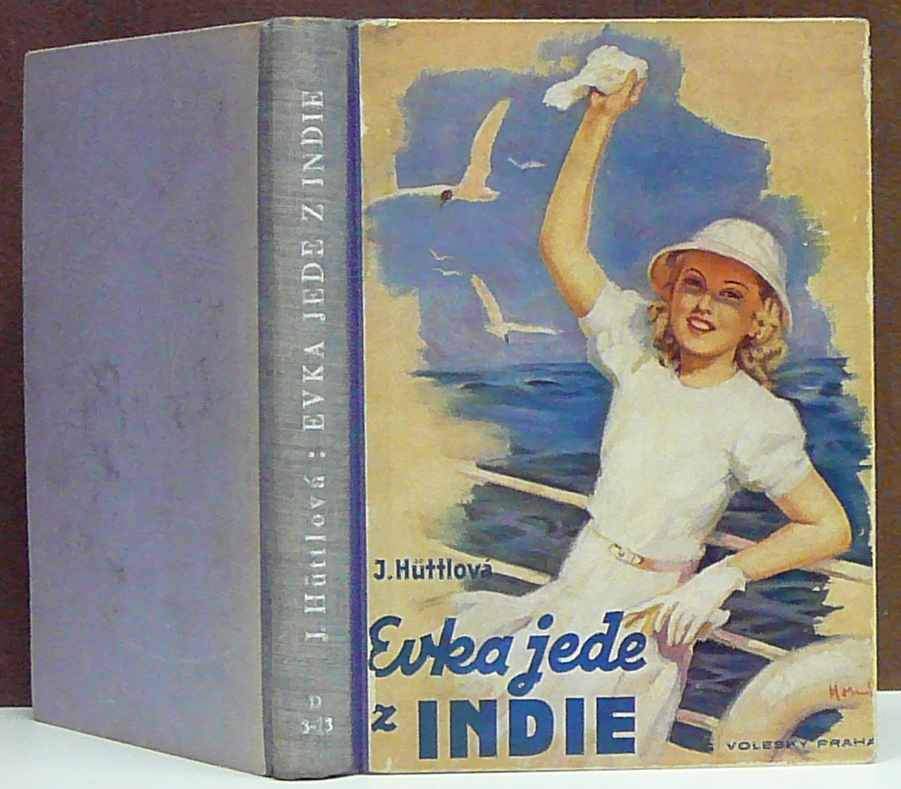 J. Hüttlová : EVKA JEDE Z INDIE
D
3-13
J. Hüttlová
Evka jede
z INDIE
VOLESKÝ PRAHA